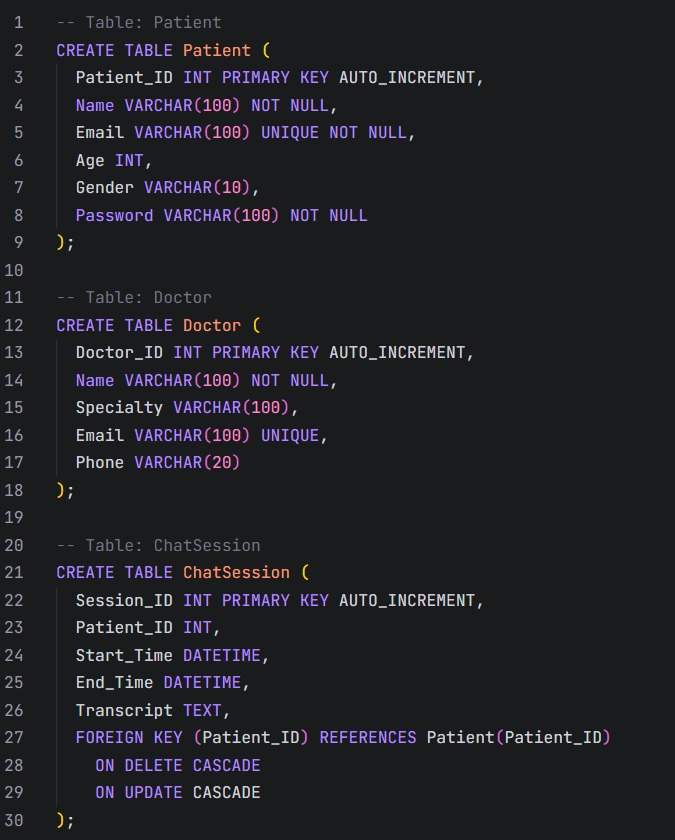 1 -- Table: Patient
2 CREATE TABLE Patient (
3 Patient_ID INT PRIMARY KEY AUTO_INCREMENT,
4 Name VARCHAR(100) NOT NULL,
5 Email VARCHAR(100) UNIQUE NOT NULL,
6 Age INT,
7 Gender VARCHAR(10),
8 Password VARCHAR(100) NOT NULL
9 );
10
11 -- Table: Doctor
12 CREATE TABLE Doctor (
13 Doctor_ID INT PRIMARY KEY AUTO_INCREMENT,
14 Name VARCHAR(100) NOT NULL,
15 Specialty VARCHAR(100),
16 Email VARCHAR(100) UNIQUE,
17 Phone VARCHAR(20)
18 );
19
20 -- Table: ChatSession
21 CREATE TABLE ChatSession (
22 Session_ID INT PRIMARY KEY AUTO_INCREMENT,
23 Patient_ID INT,
24 Start_Time DATETIME,
25 End_Time DATETIME,
26 Transcript TEXT,
27 FOREIGN KEY (Patient_ID) REFERENCES Patient(Patient_ID)
28 ON DELETE CASCADE
29 ON UPDATE CASCADE
30 );